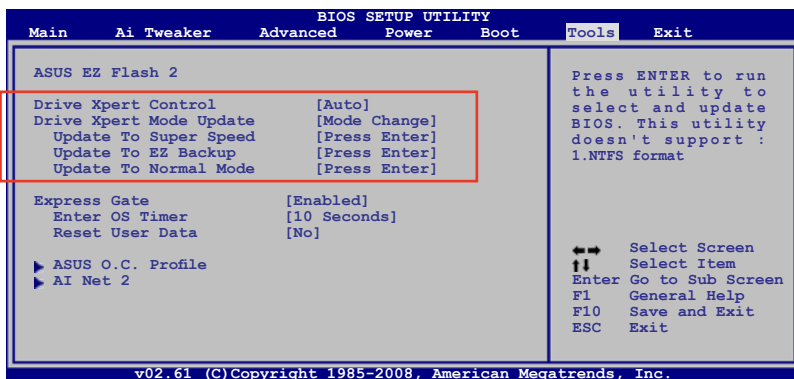 BIOS SETUP UTILITY
Main Ai Tweaker Advanced Power Boot Tools Exit
ASUS EZ Flash 2
Drive Xpert Control [Auto]
Drive Xpert Mode Update [Mode Change]
Update To Super Speed [Press Enter]
Update To EZ Backup [Press Enter]
Update To Normal Mode [Press Enter]
Express Gate [Enabled]
Enter OS Timer [10 Seconds]
Reset User Data [No]
ASUS O.C. Profile
AI Net 2
Press ENTER to run
the utility to
select and update
BIOS. This utility
doesn't support :
1.NTFS format
Select Screen
Select Item
Enter Go to Sub Screen
F1 General Help
F10 Save and Exit
ESC Exit
v02.61 (C)Copyright 1985-2008, American Megatrends, Inc.